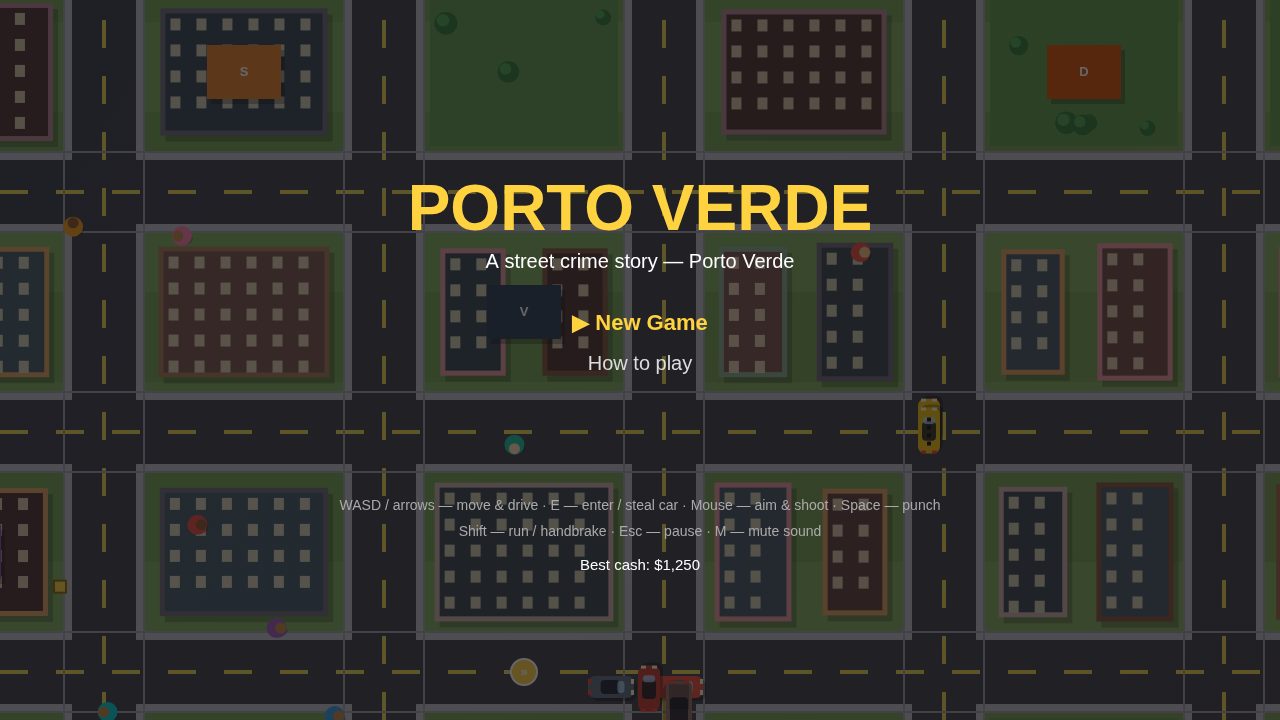 S
D
PORTO VERDE
A street crime story — Porto Verde
V
▶ New Game
How to play
WASD / arrows — move & drive · E — enter / steal car · Mouse — aim & shoot · Space — punch
Shift — run / handbrake · Esc — pause · M — mute sound
Best cash: $1,250